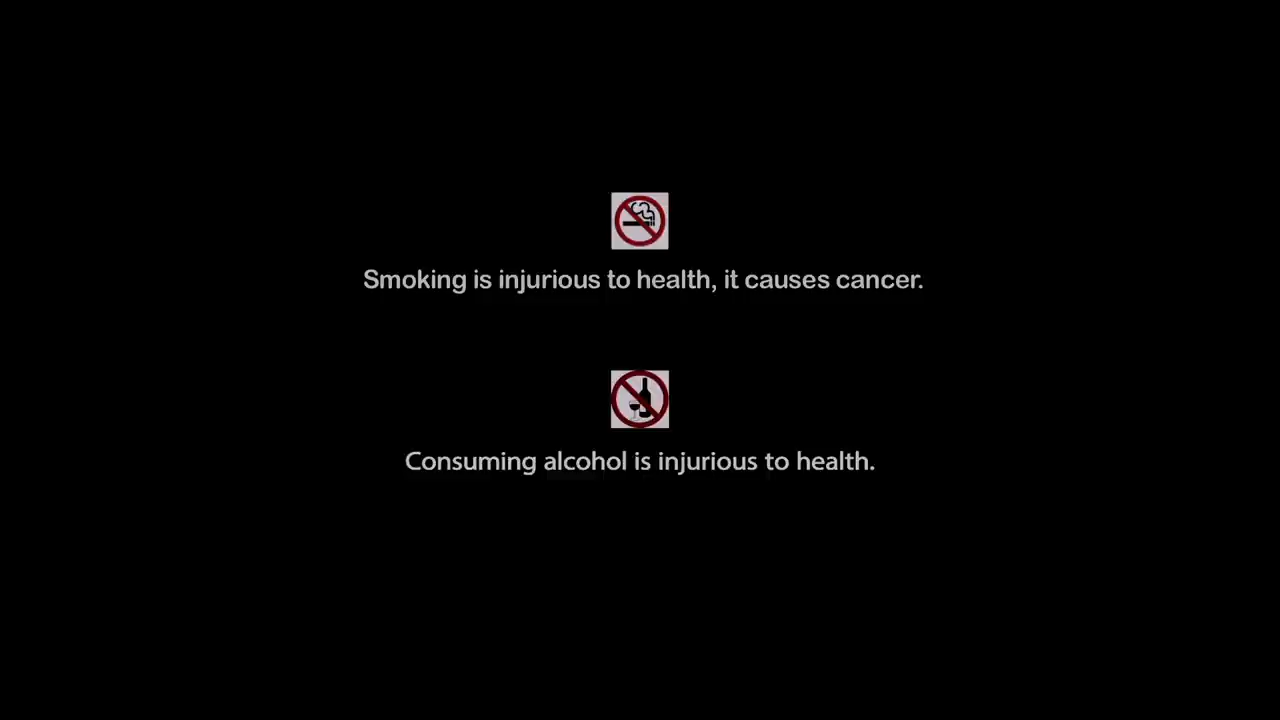 Smoking is injurious to health, it causes cancer.
Consuming alcohol is injurious to health.